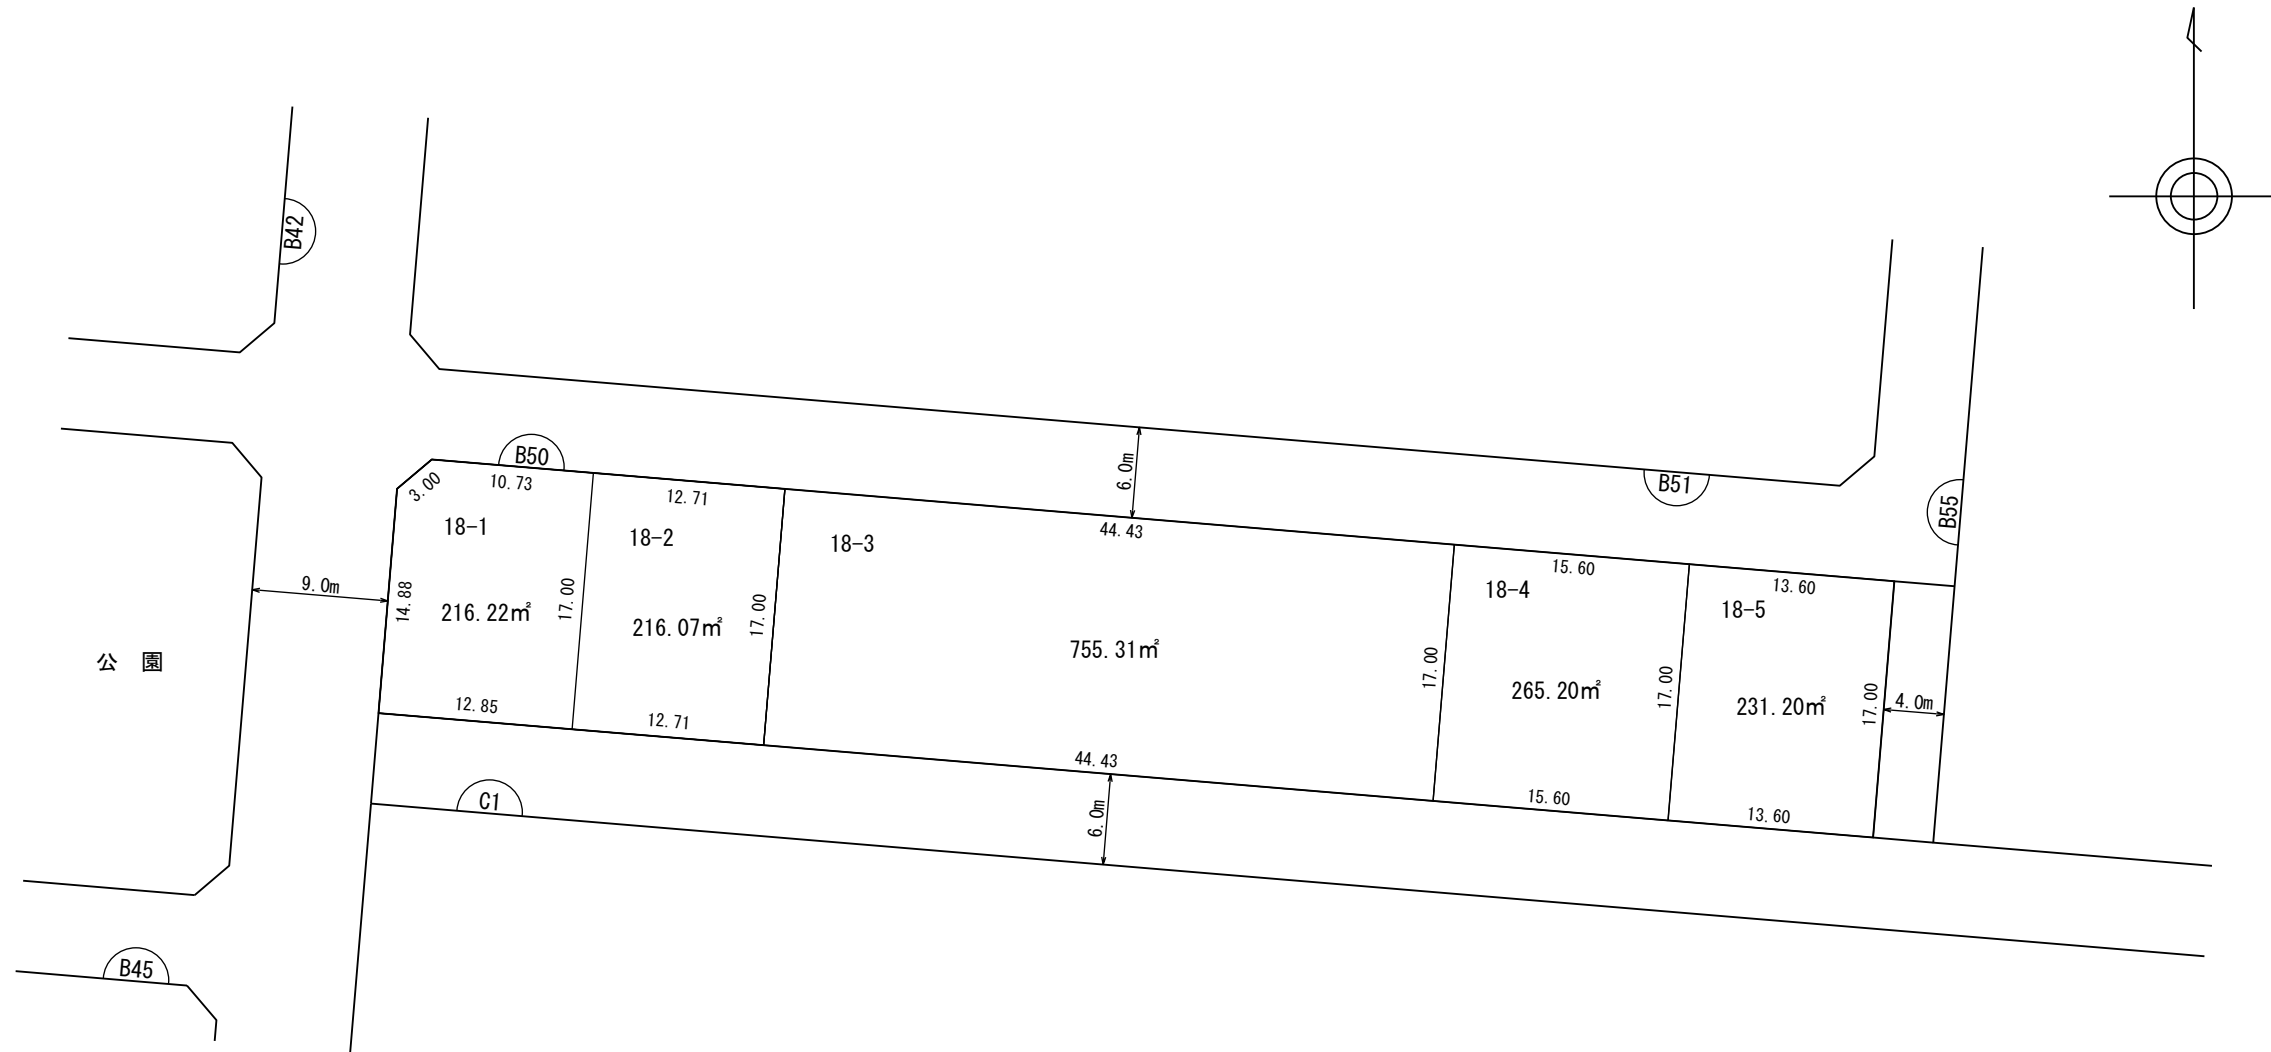 B42
B50
B51
B55
6.0m
3.00
10.73
12.71
44.43
15.60
13.60
18-1
18-2
18-3
18-4
18-5
9.0m
14.88
216.22㎡
17.00
216.07㎡
17.00
755.31㎡
17.00
265.20㎡
17.00
231.20㎡
17.00
4.0m
公 園
12.85
12.71
44.43
15.60
13.60
C1
6.0m
B45